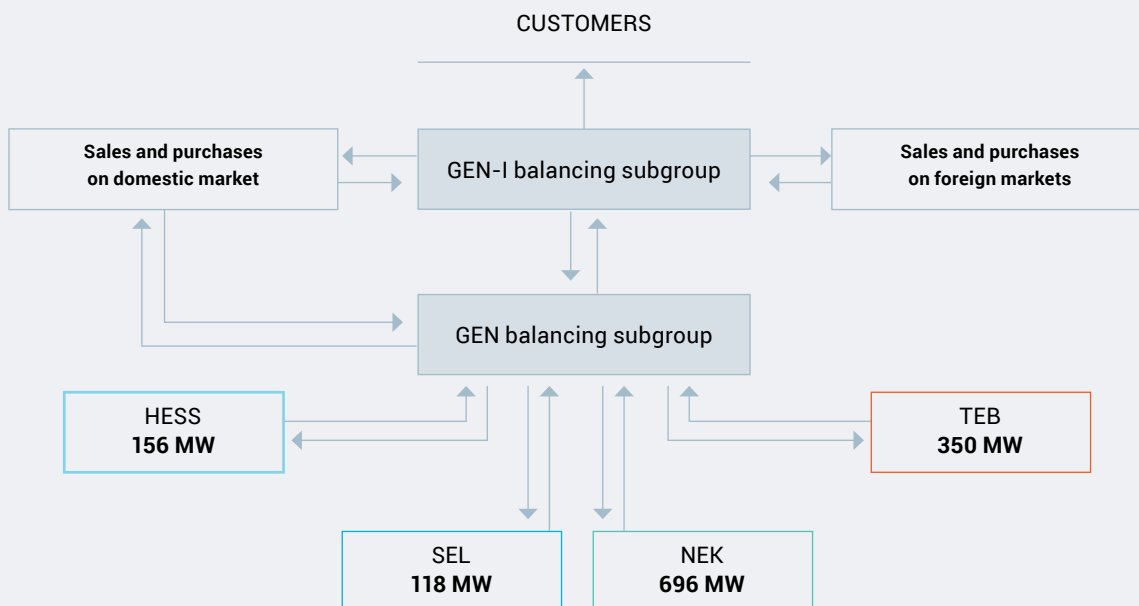 CUSTOMERS
Sales and purchases
on domestic market
GEN-I balancing subgroup
Sales and purchases
on foreign markets
GEN balancing subgroup
HESS
156 MW
TEB
350 MW
SEL
118 MW
NEK
696 MW